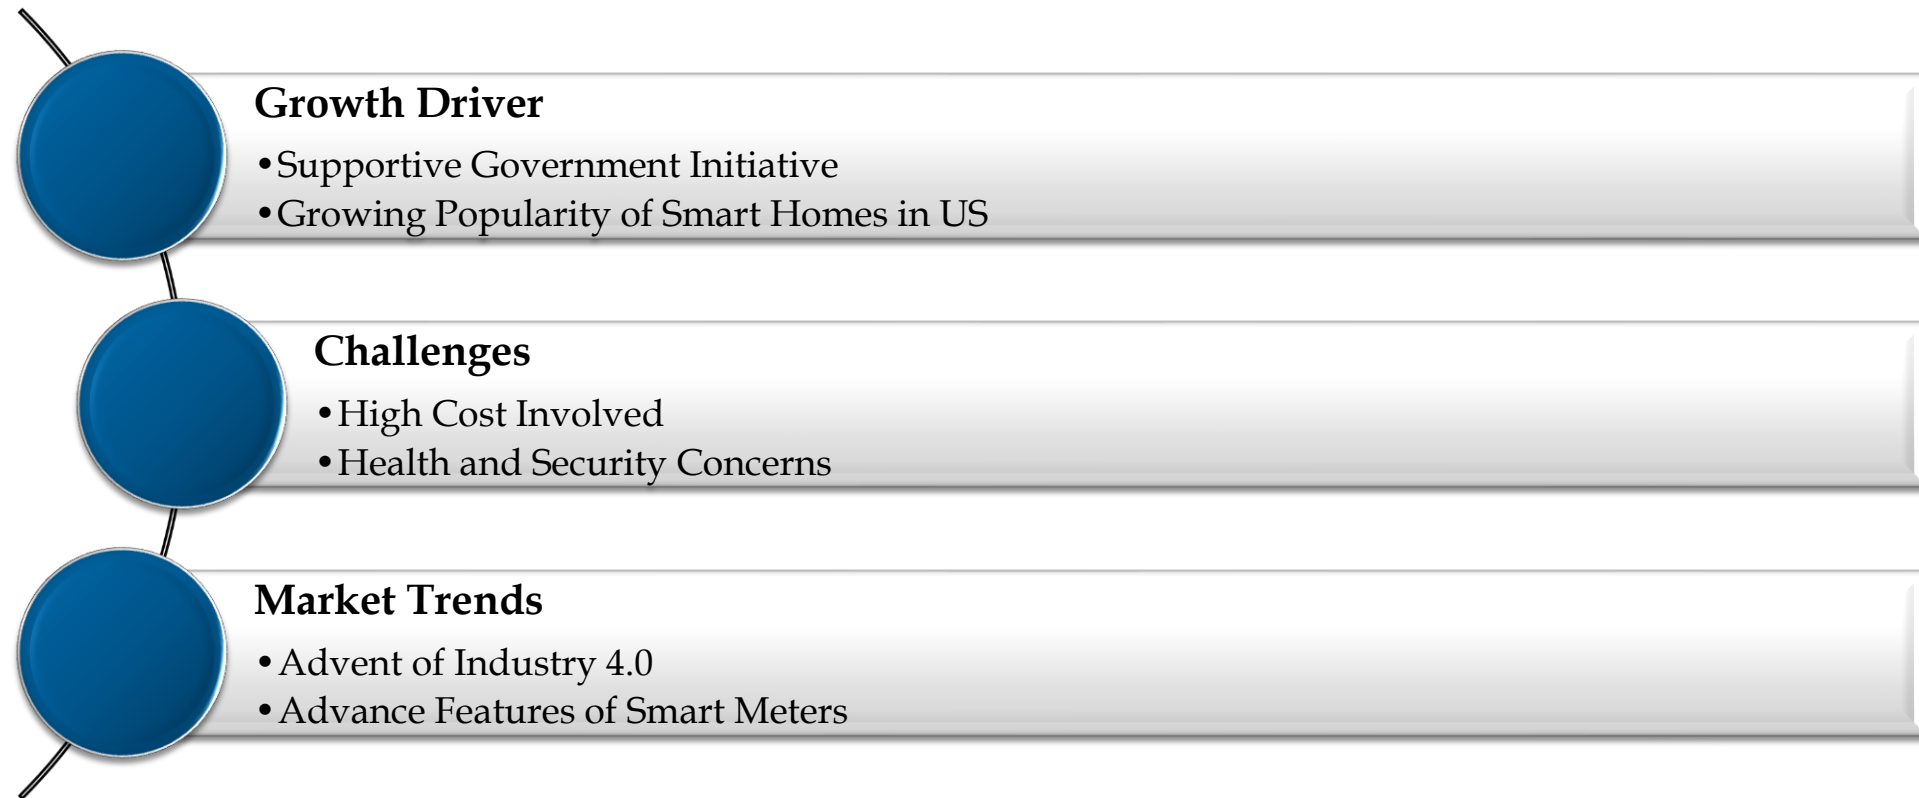 Growth Driver
•Supportive Government Initiative
•Growing Popularity of Smart Homes in US
Challenges
•High Cost Involved
•Health and Security Concerns
Market Trends
•Advent of Industry 4.0
•Advance Features of Smart Meters